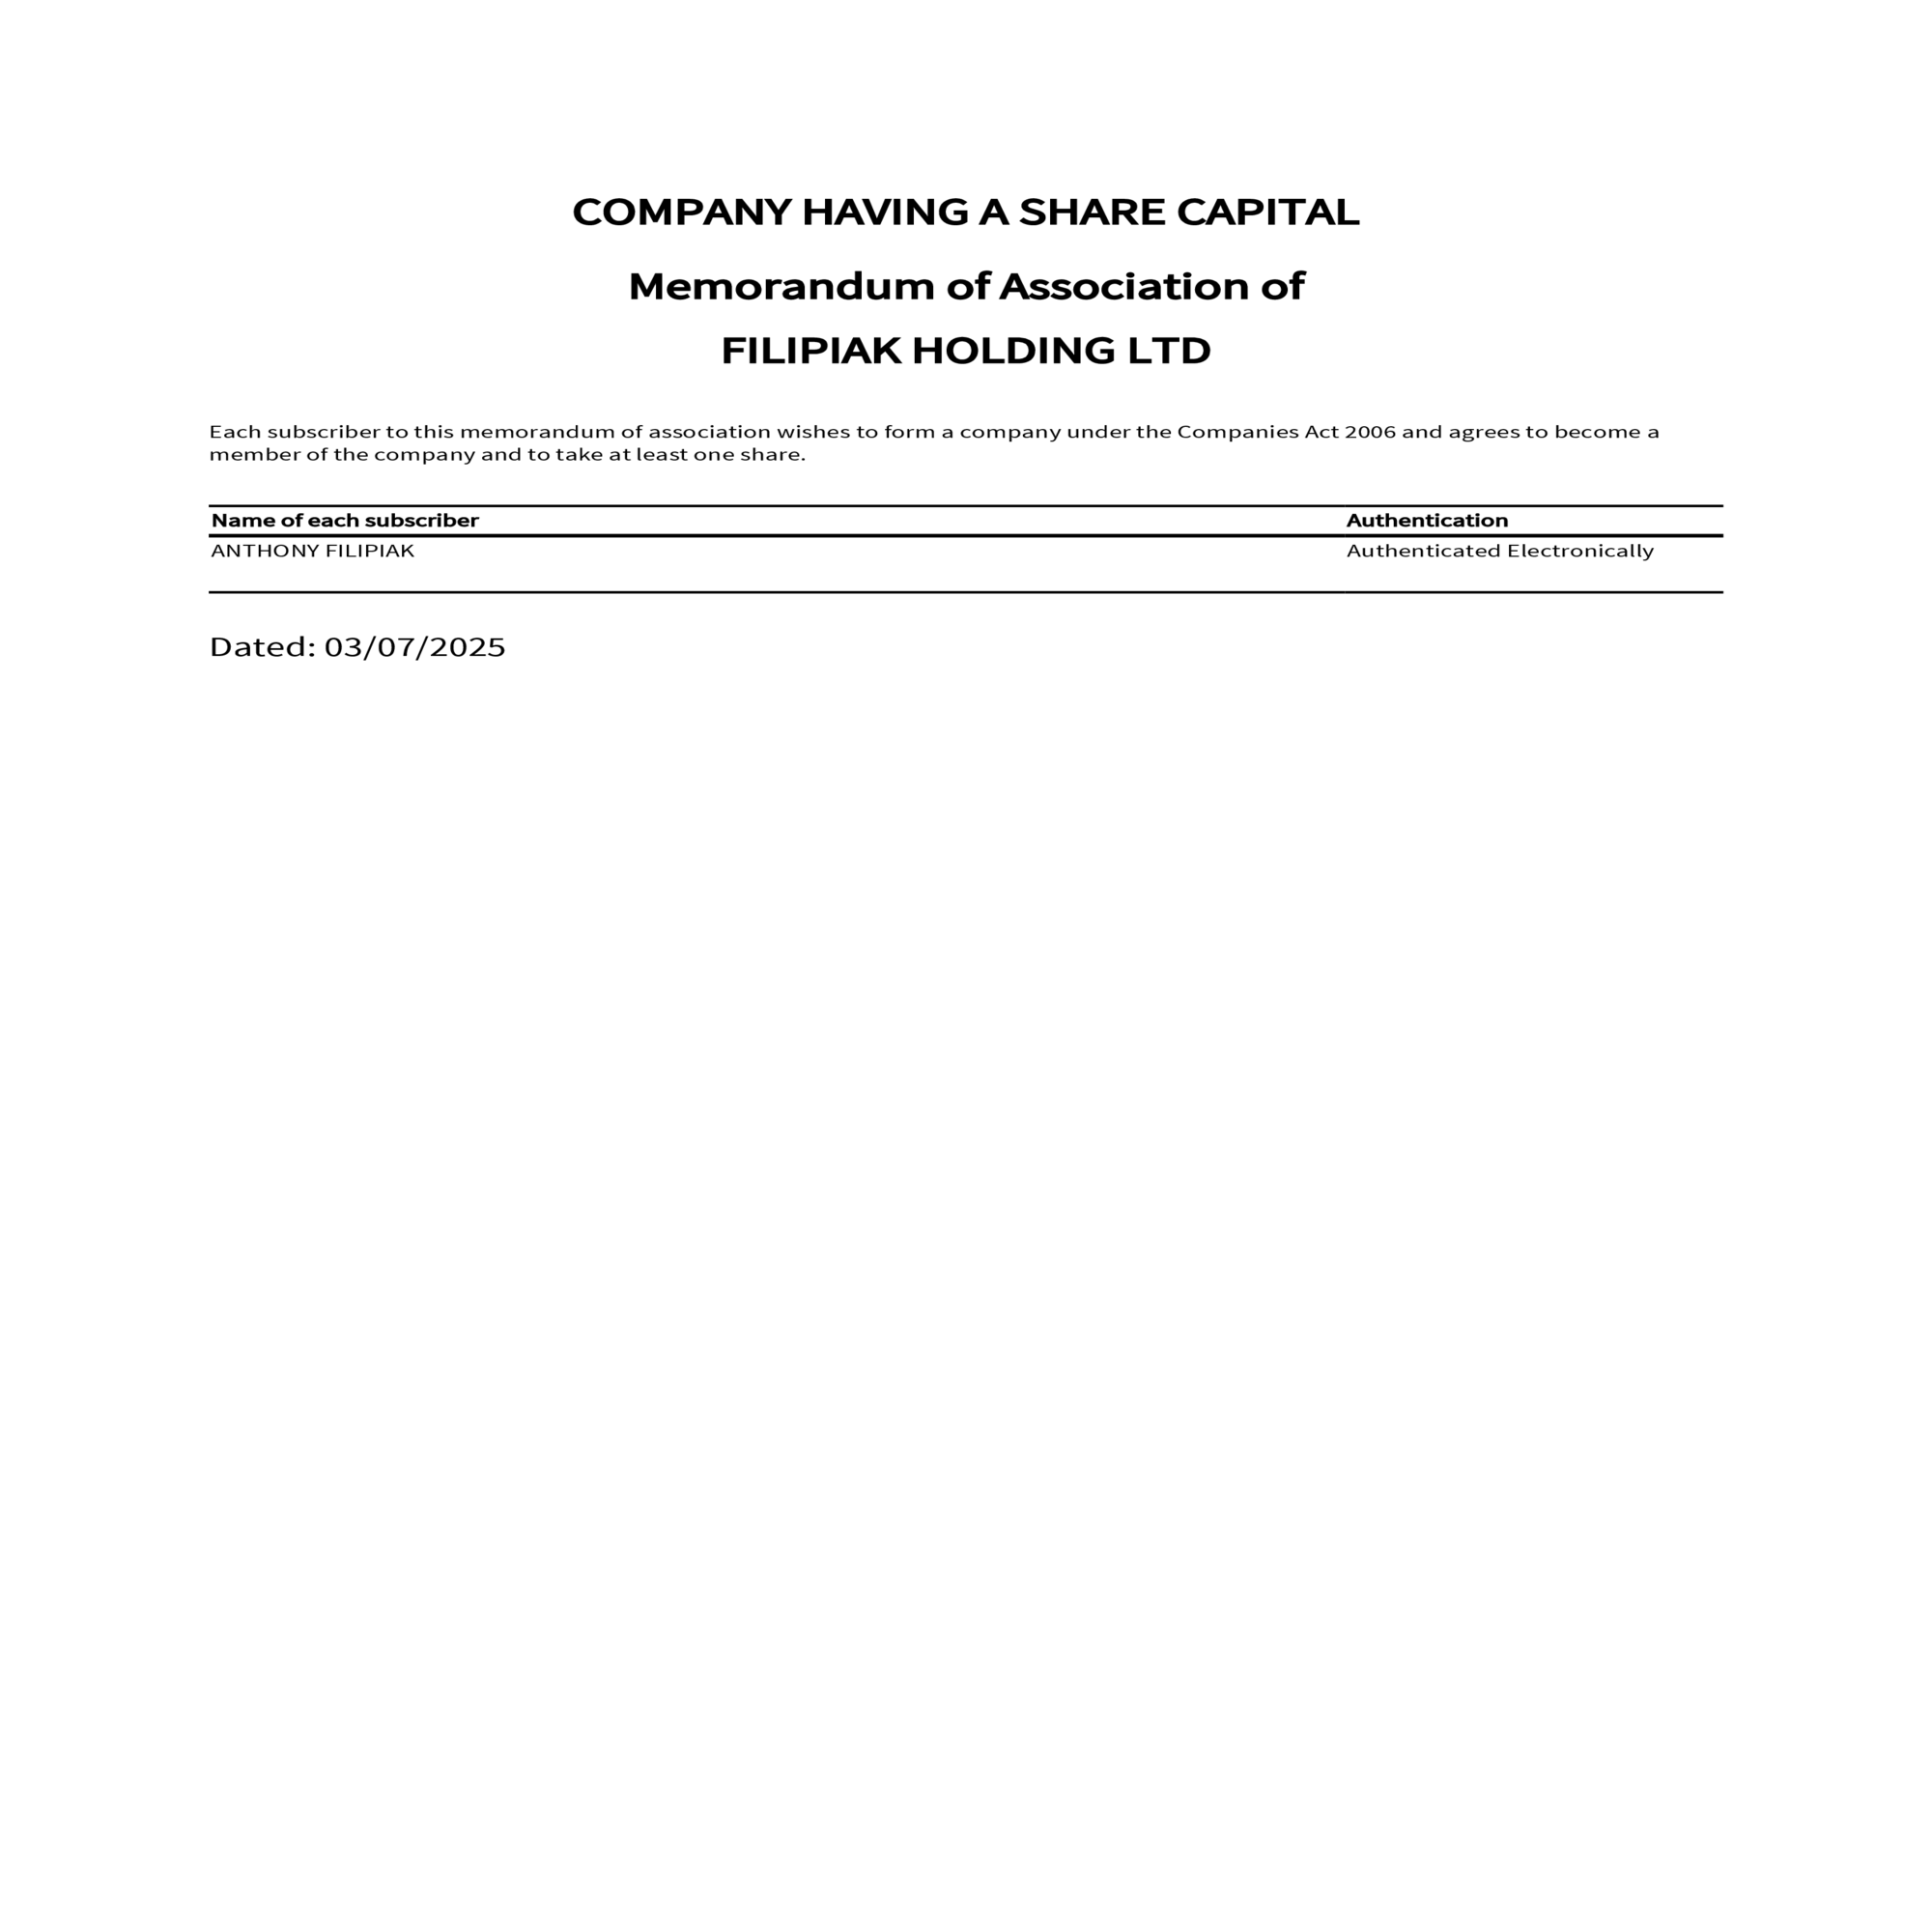 COMPANY HAVING A SHARE CAPITAL
Memorandum of Association of
FILIPIAK HOLDING LTD
Each subscriber to this memorandum of association wishes to form a company under the Companies Act 2006 and agrees to become a
member of the company and to take at least one share.
Name of each subscriber Authentication
ANTHONY FILIPIAK Authenticated Electronically
Dated: 03/07/2025